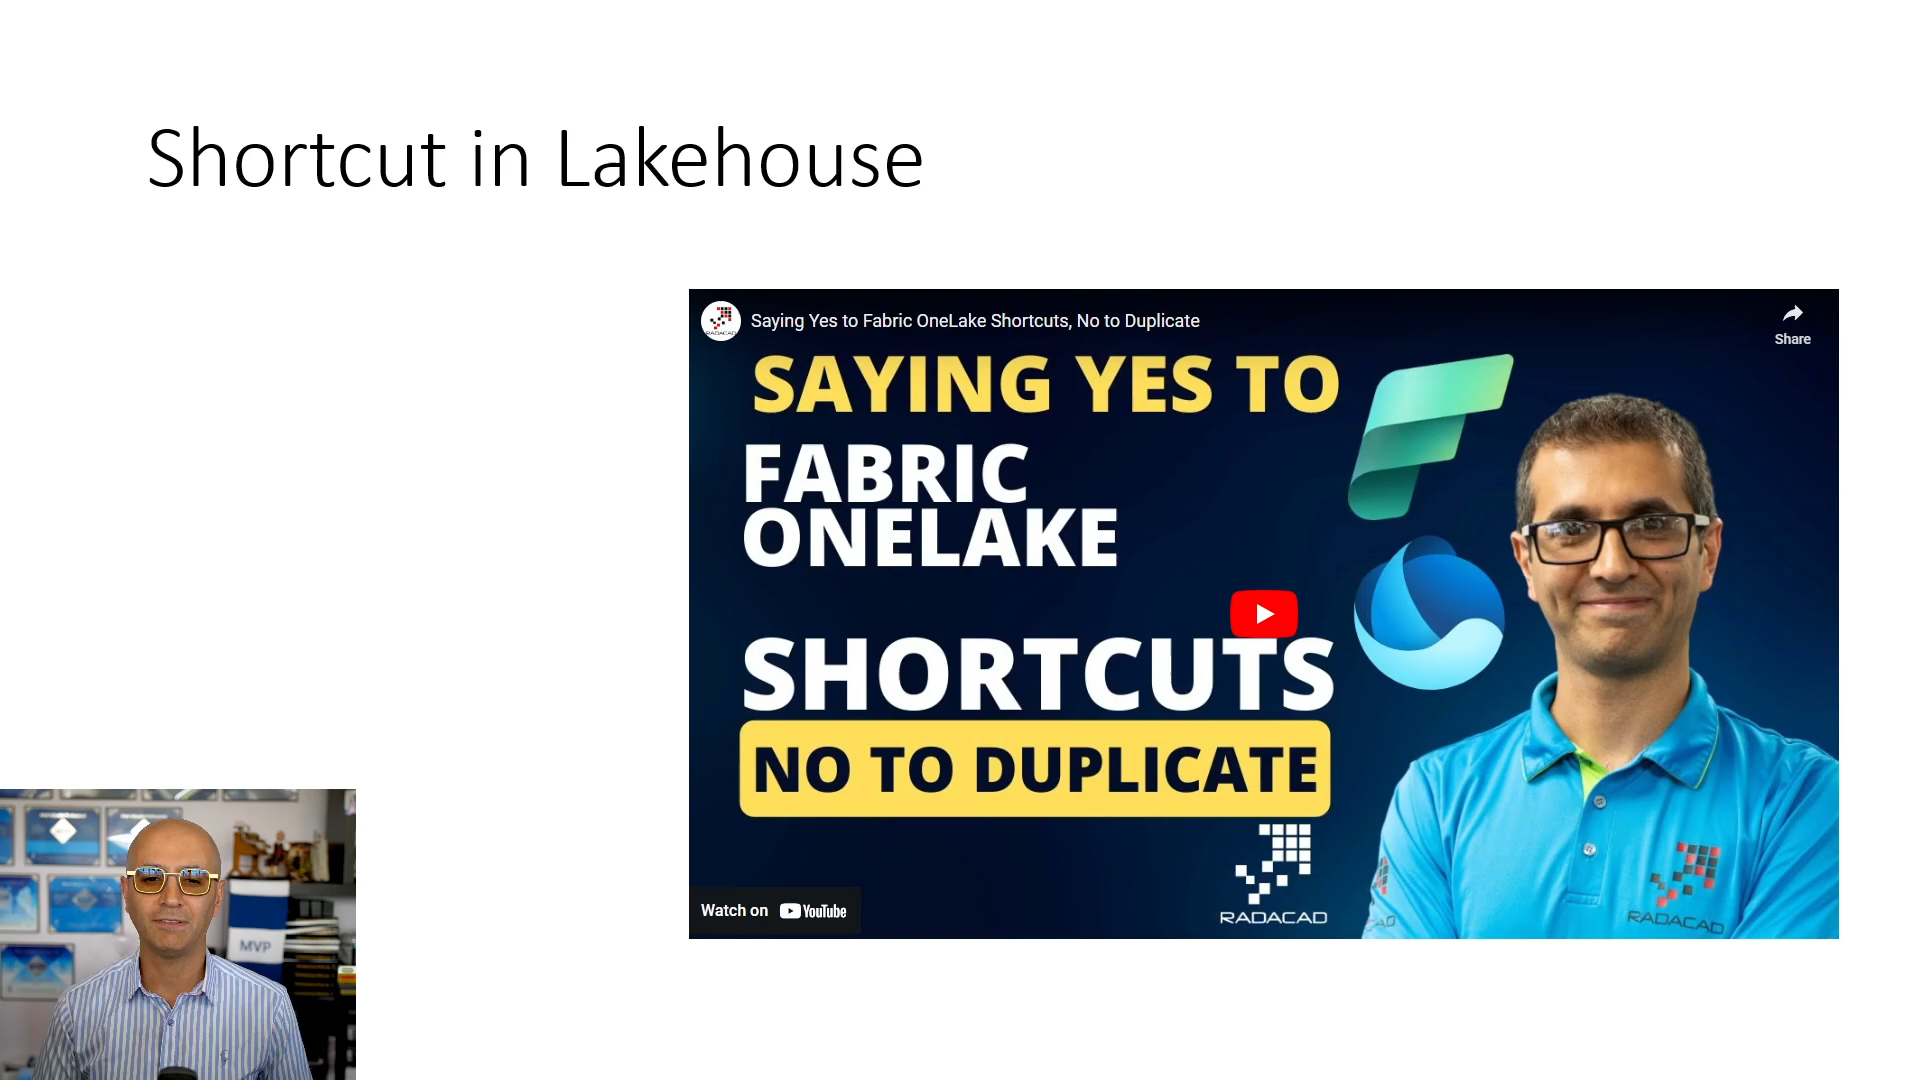 Shortcut in Lakehouse
RADACAD
Saying Yes to Fabric OneLake Shortcuts, No to Duplicate
Share
SAYING YES TO
FABRIC
ONELAKE
SHORTCUTS
NO TO DUPLICATE
RADACAD
RADACAD
Watch on YouTube
MVP